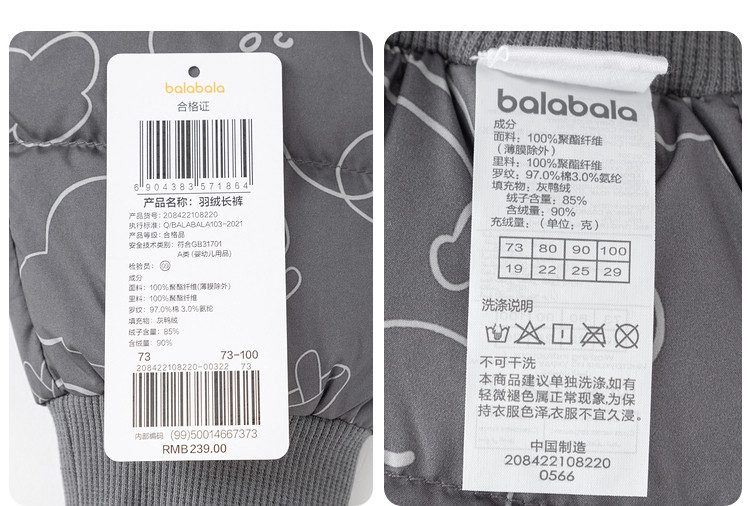 balabala
合格证
6 904383 571864
产品名称：羽绒长裤
产品货号：208422108220
执行标准：Q/BALABALA103-2021
产品等级：合格品
安全技术类别：符合GB31701
A类 (婴幼儿用品)
检验员：
成分
面料：100%聚酯纤维(薄膜除外)
里料：100%聚酯纤维
罗纹：97.0%棉 3.0%氨纶
填充物：灰鸭绒
绒子含量：85%
含绒量：90%
73 73-100
208422108220-00322 73
内部编码 (99)50014667373
RMB239.00
balabala
成分
面料：100%聚酯纤维
（薄膜除外）
里料：100%聚酯纤维
罗纹：97.0%棉3.0%氨纶
填充物：灰鸭绒
绒子含量：85%
含绒量：90%
充绒量：（单位：克）
73 80 90 100
19 22 25 29
洗涤说明
不可干洗
本商品建议单独洗涤,如有
轻微褪色属正常现象,为保
持衣服色泽,衣服不宜久浸。
中国制造
208422108220
0566